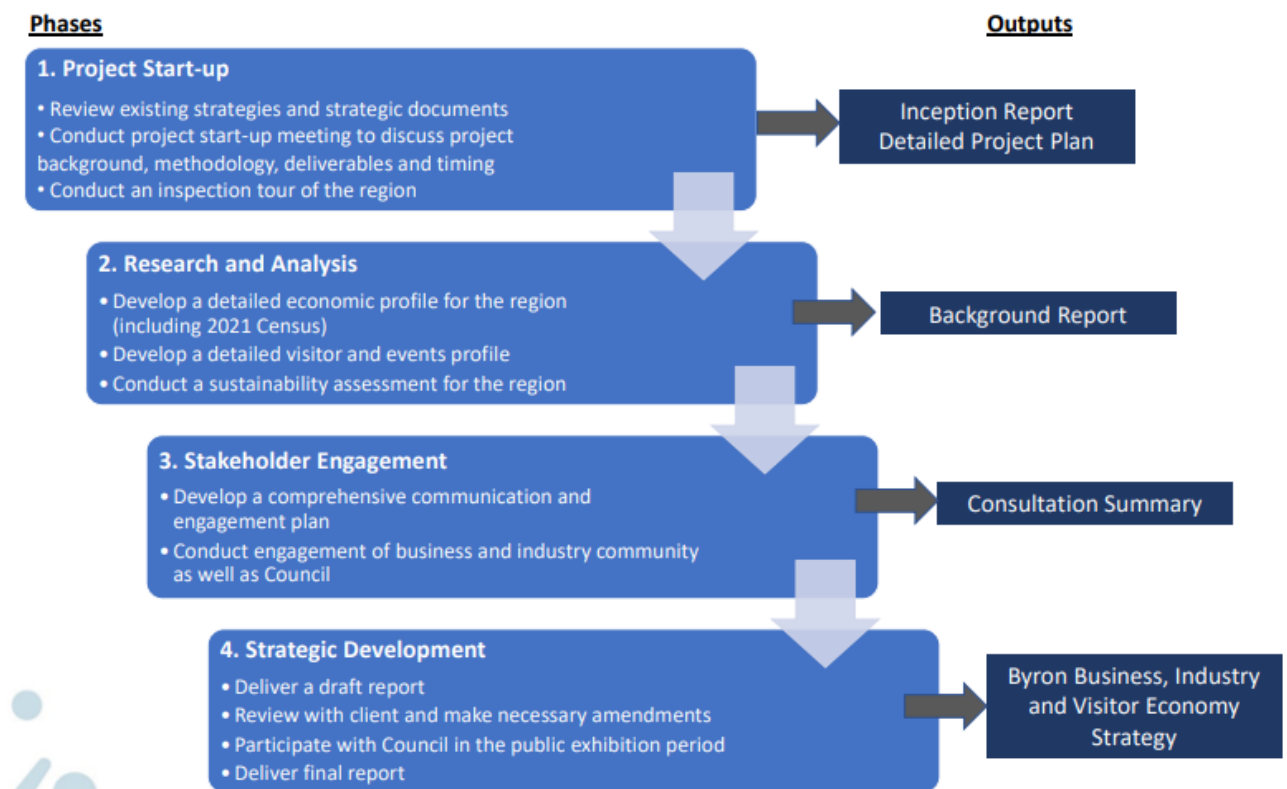 Phases
Outputs
1. Project Start-up
• Review existing strategies and strategic documents
• Conduct project start-up meeting to discuss project
background, methodology, deliverables and timing
• Conduct an inspection tour of the region
Inception Report
Detailed Project Plan
2. Research and Analysis
• Develop a detailed economic profile for the region
(including 2021 Census)
• Develop a detailed visitor and events profile
• Conduct a sustainability assessment for the region
Background Report
3. Stakeholder Engagement
• Develop a comprehensive communication and
engagement plan
• Conduct engagement of business and industry community
as well as Council
Consultation Summary
4. Strategic Development
• Deliver a draft report
• Review with client and make necessary amendments
• Participate with Council in the public exhibition period
• Deliver final report
Byron Business, Industry
and Visitor Economy
Strategy